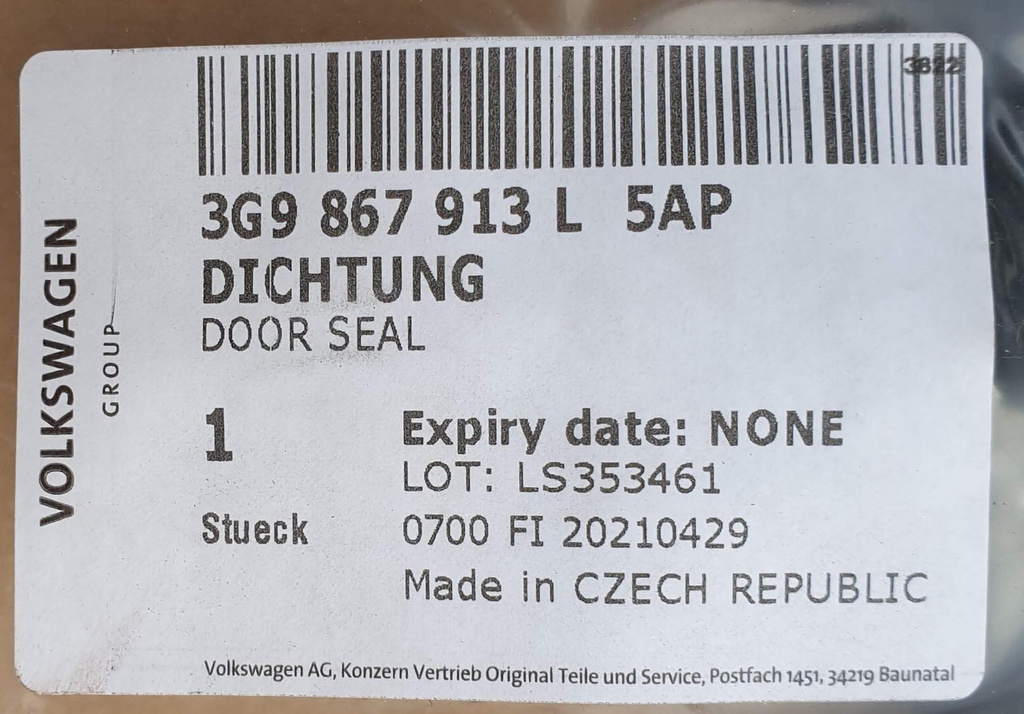 3822
3G9 867 913 L 5AP
DICHTUNG
DOOR SEAL
1
Stueck
Expiry date: NONE
LOT: LS353461
0700 FI 20210429
Made in CZECH REPUBLIC
Volkswagen AG, Konzern Vertrieb Original Teile und Service, Postfach 1451, 34219 Baunatal
VOLKSWAGEN
GROUP